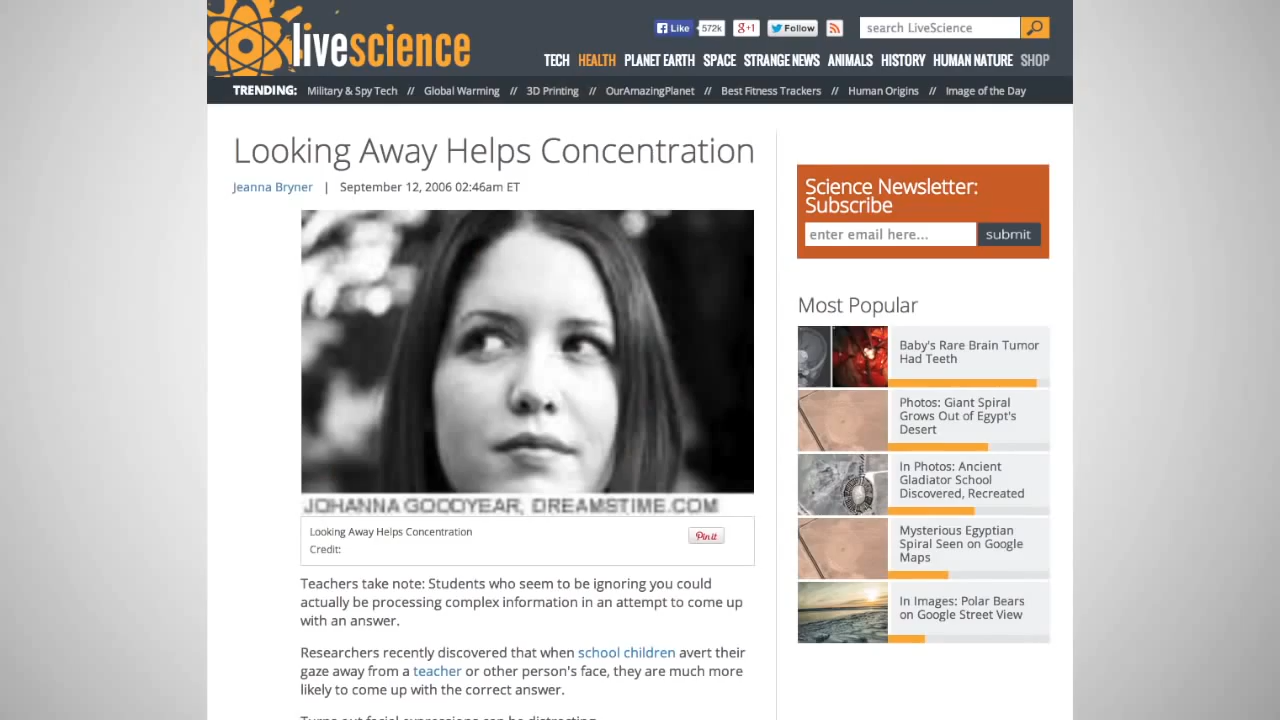 livescience
Like 572k g+1 Follow
search LiveScience
TECH HEALTH PLANET EARTH SPACE STRANGE NEWS ANIMALS HISTORY HUMAN NATURE SHOP
TRENDING: Military & Spy Tech // Global Warming // 3D Printing // OurAmazingPlanet // Best Fitness Trackers // Human Origins // Image of the Day
Looking Away Helps Concentration
Jeanna Bryner | September 12, 2006 02:46am ET
JOHANNA GOODYEAR, DREAMSTIME.COM
Looking Away Helps Concentration
Pin it
Credit:
Teachers take note: Students who seem to be ignoring you could
actually be processing complex information in an attempt to come up
with an answer.
Researchers recently discovered that when school children avert their
gaze away from a teacher or other person's face, they are much more
likely to come up with the correct answer.
Turns out facial expressions can be distracting.
Science Newsletter:
Subscribe
enter email here... submit
Most Popular
Baby's Rare Brain Tumor
Had Teeth
Photos: Giant Spiral
Grows Out of Egypt's
Desert
In Photos: Ancient
Gladiator School
Discovered, Recreated
Mysterious Egyptian
Spiral Seen on Google
Maps
In Images: Polar Bears
on Google Street View